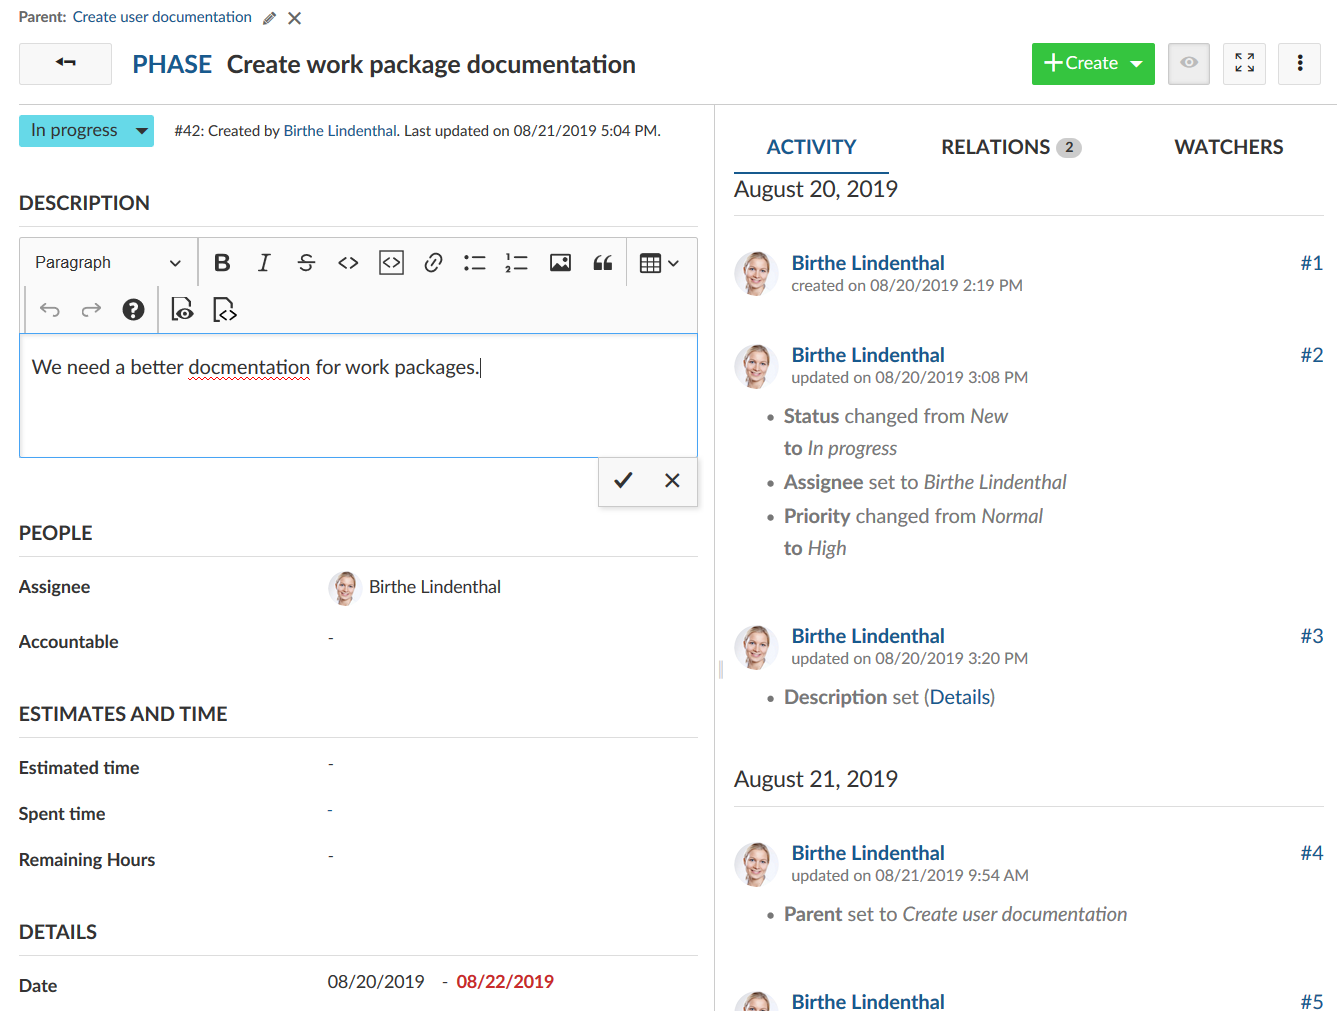 Parent: Create user documentation
PHASE Create work package documentation
Create
In progress
#42: Created by Birthe Lindenthal. Last updated on 08/21/2019 5:04 PM.
DESCRIPTION
Paragraph
We need a better docmentation for work packages.
PEOPLE
Assignee Birthe Lindenthal
Accountable -
ESTIMATES AND TIME
Estimated time -
Spent time -
Remaining Hours -
DETAILS
Date 08/20/2019 - 08/22/2019
ACTIVITY RELATIONS 2 WATCHERS
August 20, 2019
Birthe Lindenthal #1
created on 08/20/2019 2:19 PM
Birthe Lindenthal #2
updated on 08/20/2019 3:08 PM
• Status changed from New
to In progress
• Assignee set to Birthe Lindenthal
• Priority changed from Normal
to High
Birthe Lindenthal #3
updated on 08/20/2019 3:20 PM
• Description set (Details)
August 21, 2019
Birthe Lindenthal #4
updated on 08/21/2019 9:54 AM
• Parent set to Create user documentation
Birthe Lindenthal #5